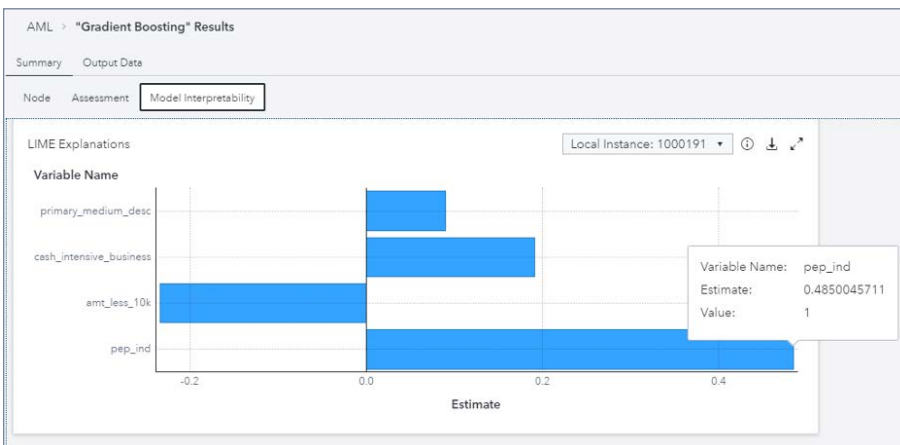 AML > "Gradient Boosting" Results
Summary Output Data
Node Assessment Model Interpretability
LIME Explanations Local Instance: 1000191
Variable Name
primary_medium_desc
cash_intensive_business
Variable Name: pep_ind
Estimate: 0.4850045711
Value: 1
amt_less_10k
pep_ind
-0.2 0.0 0.2 0.4
Estimate